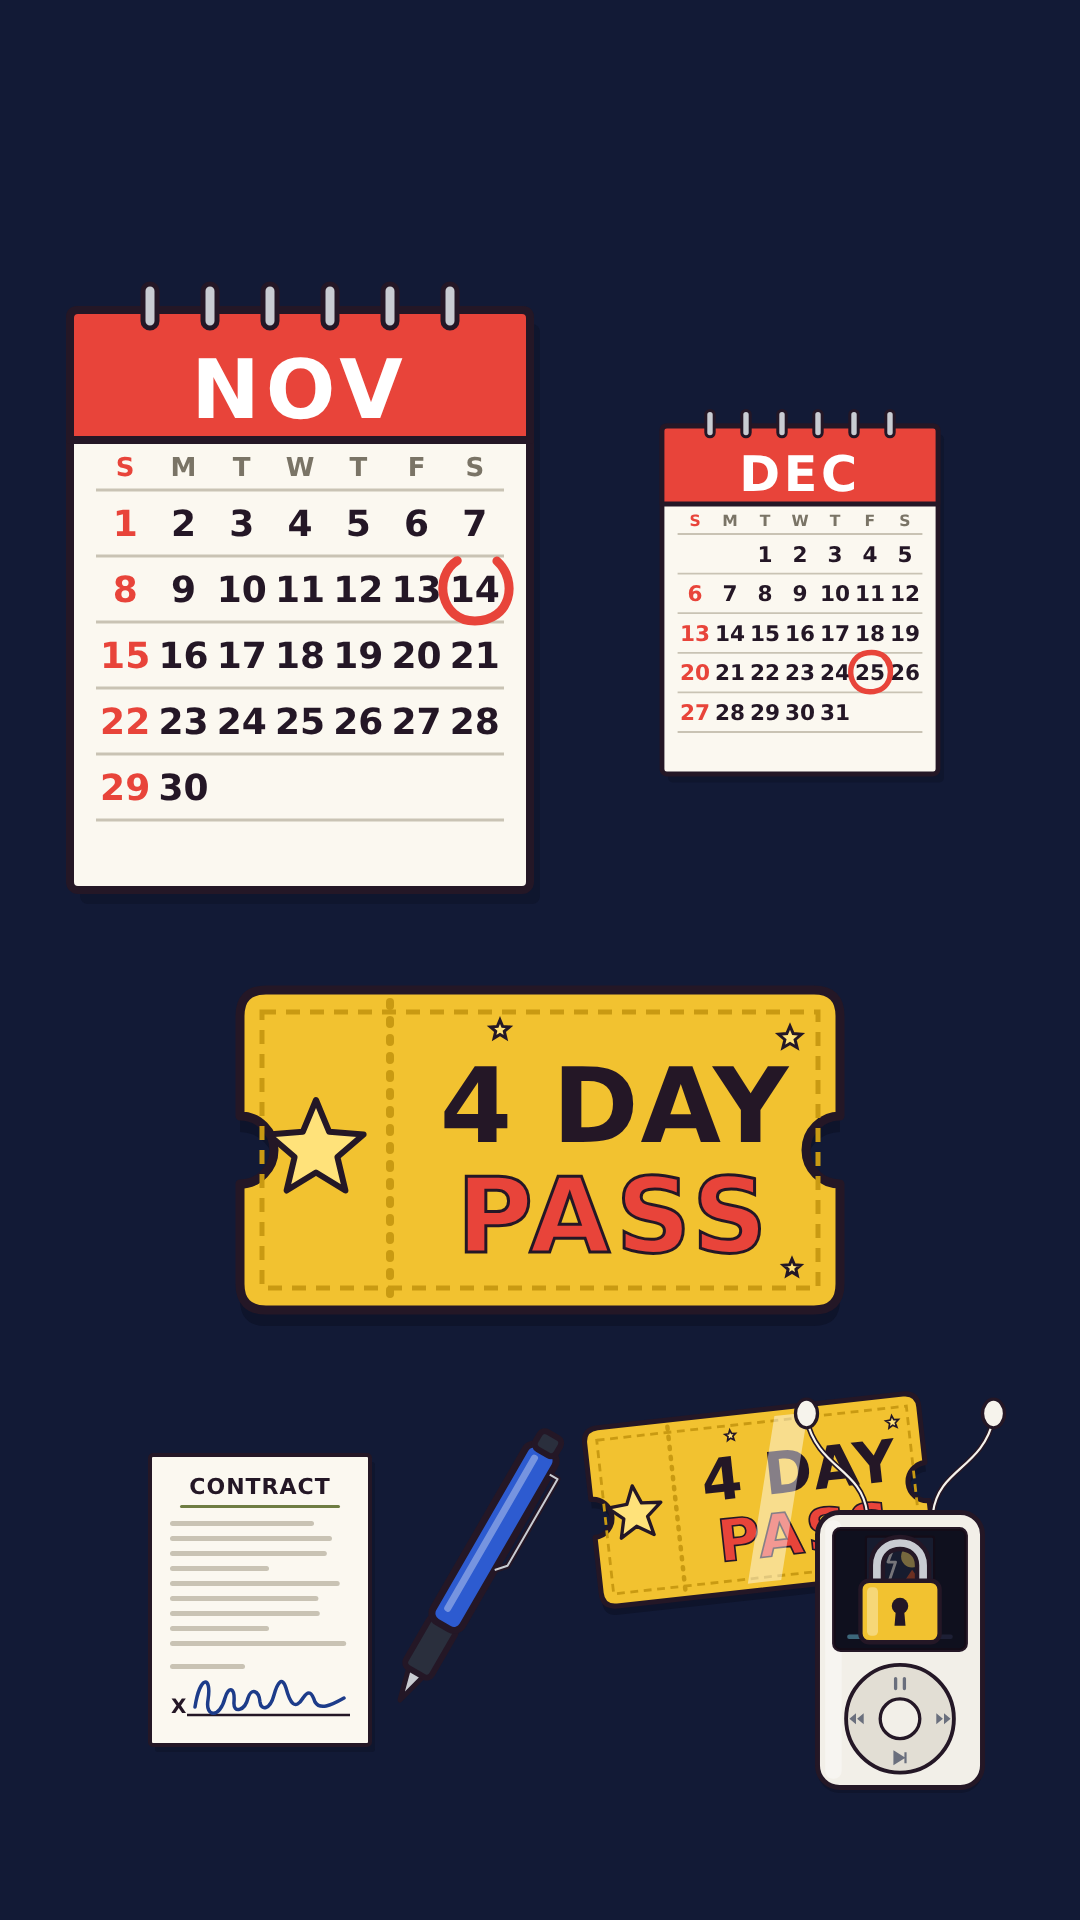 NOV
S M T W T F S
1 2 3 4 5 6 7
8 9 10 11 12 13 14
15 16 17 18 19 20 21
22 23 24 25 26 27 28
29 30
DEC
S M T W T F S
1 2 3 4 5
6 7 8 9 10 11 12
13 14 15 16 17 18 19
20 21 22 23 24 25 26
27 28 29 30 31
4 DAY
PASS
CONTRACT
X
4 DAY
PASS